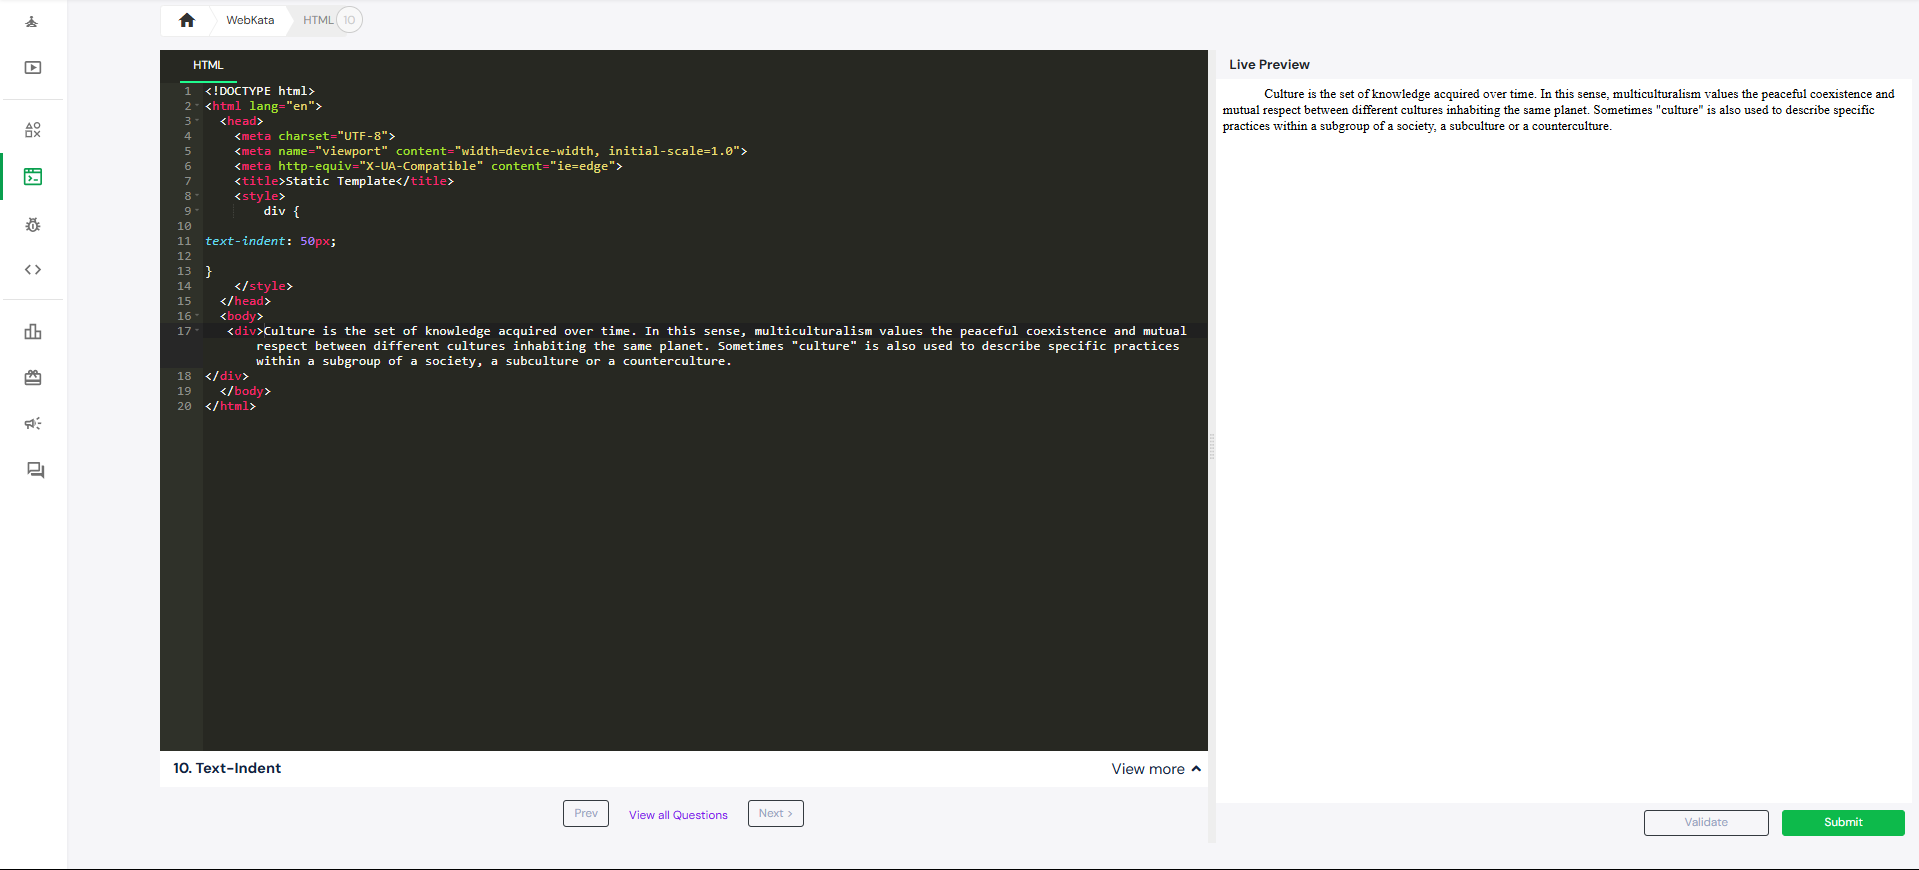 WebKata
HTML 10
HTML
Live Preview
1 <!DOCTYPE html>
2 <html lang="en">
3 <head>
4 <meta charset="UTF-8">
5 <meta name="viewport" content="width=device-width, initial-scale=1.0">
6 <meta http-equiv="X-UA-Compatible" content="ie=edge">
7 <title>Static Template</title>
8 <style>
9 div {
10
11 text-indent: 50px;
12
13 }
14 </style>
15 </head>
16 <body>
17 <div>Culture is the set of knowledge acquired over time. In this sense, multiculturalism values the peaceful coexistence and mutual
respect between different cultures inhabiting the same planet. Sometimes "culture" is also used to describe specific practices
within a subgroup of a society, a subculture or a counterculture.
18 </div>
19 </body>
20 </html>
Culture is the set of knowledge acquired over time. In this sense, multiculturalism values the peaceful coexistence and
mutual respect between different cultures inhabiting the same planet. Sometimes "culture" is also used to describe specific
practices within a subgroup of a society, a subculture or a counterculture.
10. Text-Indent
View more
Prev
View all Questions
Next >
Validate
Submit